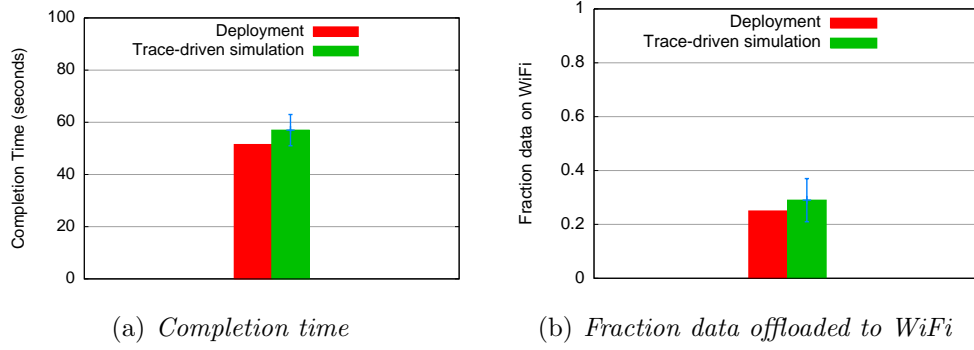 100
80
60
40
20
0
Completion Time (seconds)
Deployment
Trace-driven simulation
(a) Completion time
1
0.8
0.6
0.4
0.2
0
Fraction data on WiFi
Deployment
Trace-driven simulation
(b) Fraction data offloaded to WiFi